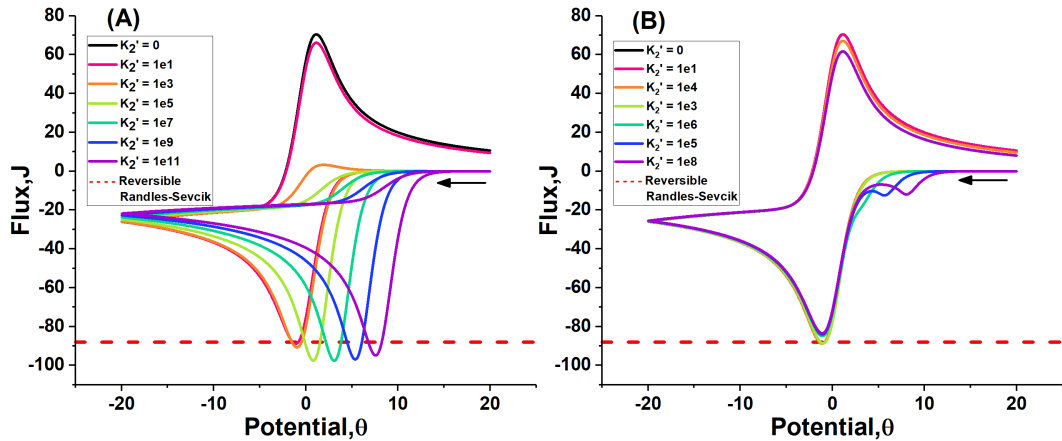 (A)
K2' = 0
K2' = 1e1
K2' = 1e3
K2' = 1e5
K2' = 1e7
K2' = 1e9
K2' = 1e11
Reversible
Randles-Sevcik
80
60
40
20
0
-20
-40
-60
-80
-100
Flux,J
-20
-10
0
10
20
Potential,θ
(B)
K2' = 0
K2' = 1e1
K2' = 1e4
K2' = 1e3
K2' = 1e6
K2' = 1e5
K2' = 1e8
Reversible
Randles-Sevcik
80
60
40
20
0
-20
-40
-60
-80
-100
Flux,J
-20
-10
0
10
20
Potential,θ